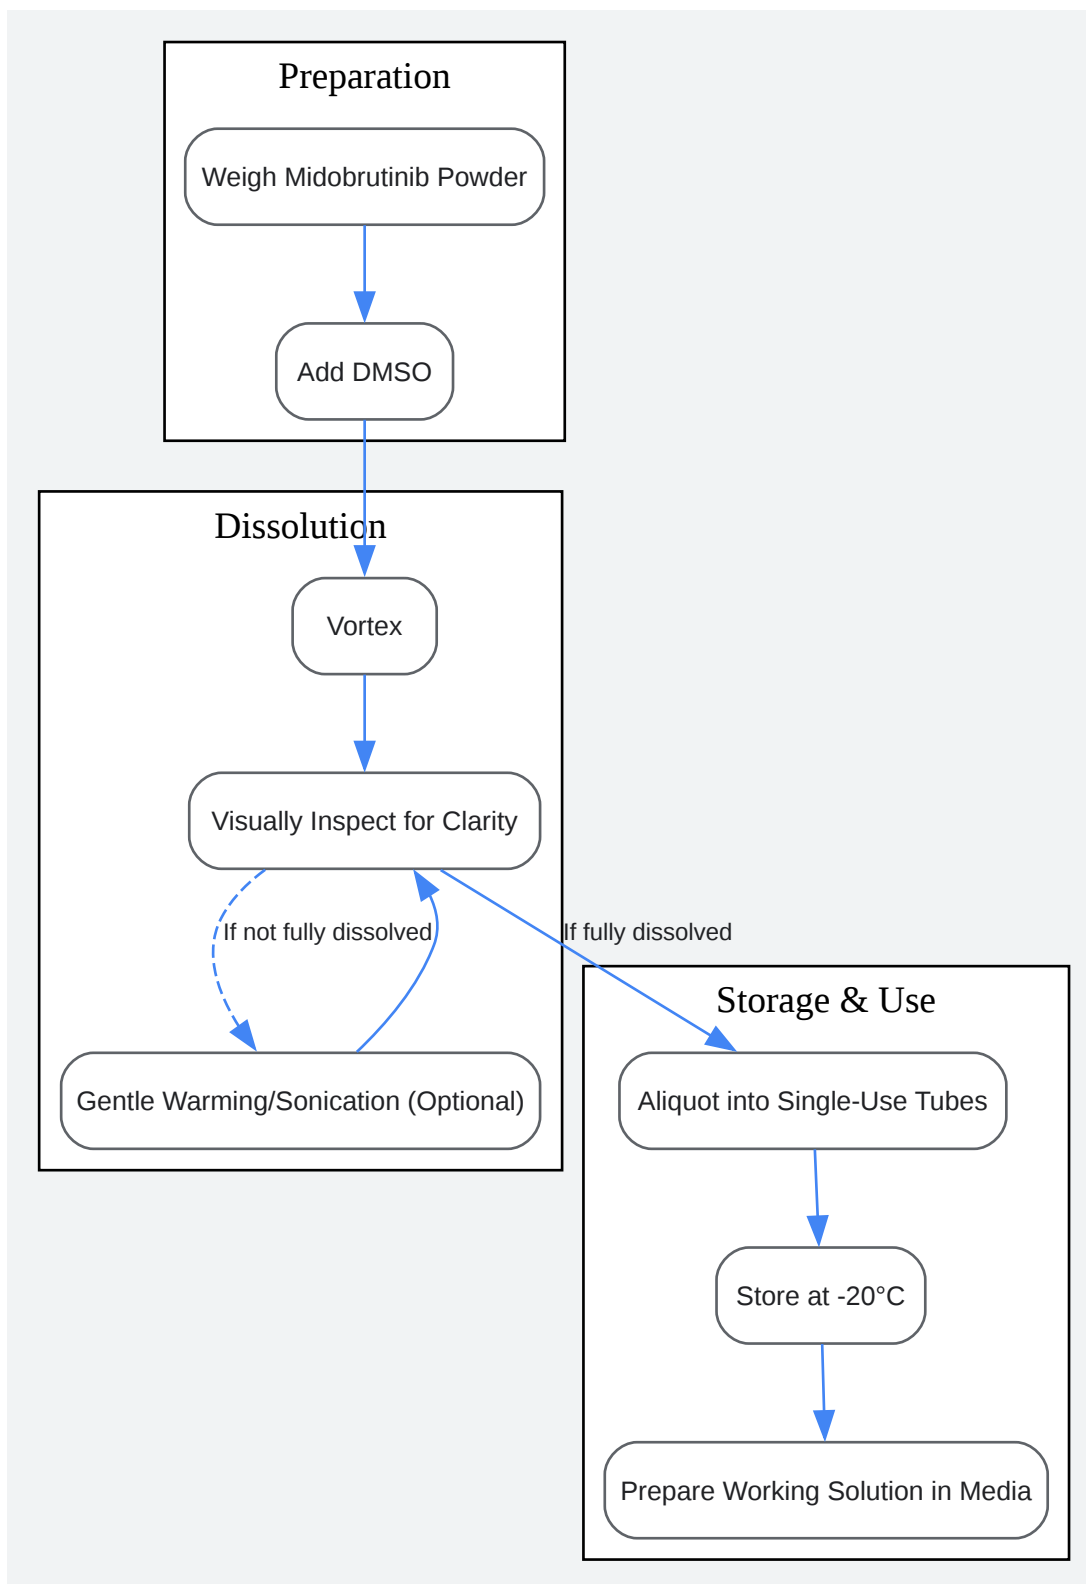 Preparation
Weigh Midobrutinib Powder
Add DMSO
Dissolution
Vortex
Visually Inspect for Clarity
If not fully dissolved
If fully dissolved
Gentle Warming/Sonication (Optional)
Storage & Use
Aliquot into Single-Use Tubes
Store at -20°C
Prepare Working Solution in Media